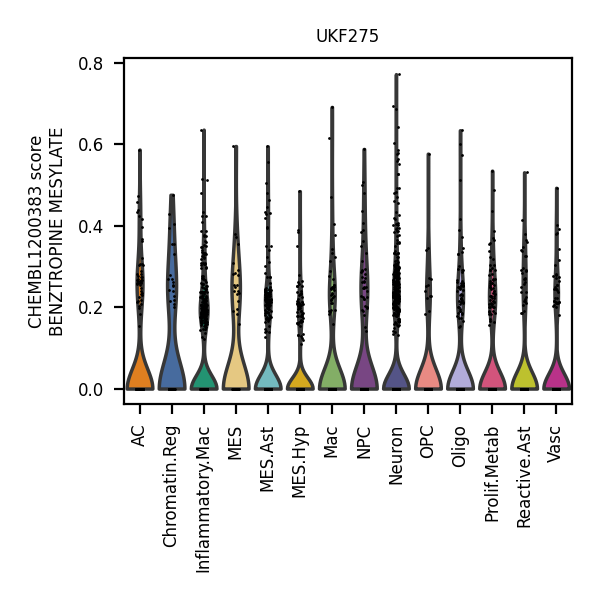 UKF275
CHEMBL1200383 score
BENZTROPINE MESYLATE
0.8
0.6
0.4
0.2
0.0
AC
Chromatin.Reg
Inflammatory.Mac
MES
MES.Ast
MES.Hyp
Mac
NPC
Neuron
OPC
Oligo
Prolif.Metab
Reactive.Ast
Vasc